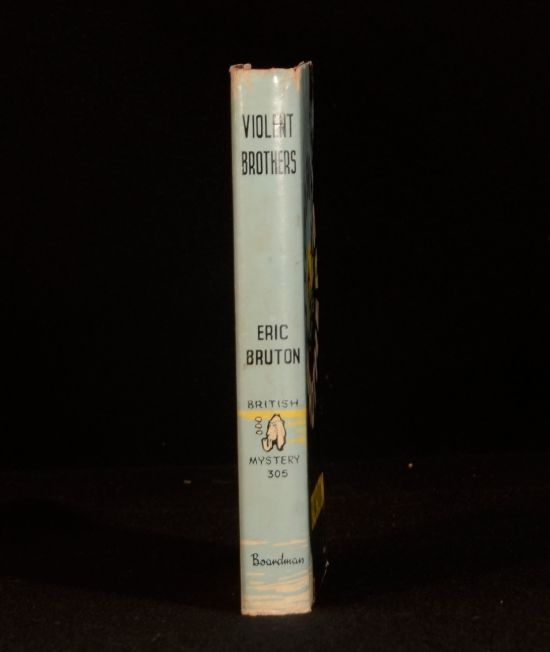 VIOLENT
BROTHERS
ERIC
BRUTON
BRITISH
MYSTERY
305
Boardman